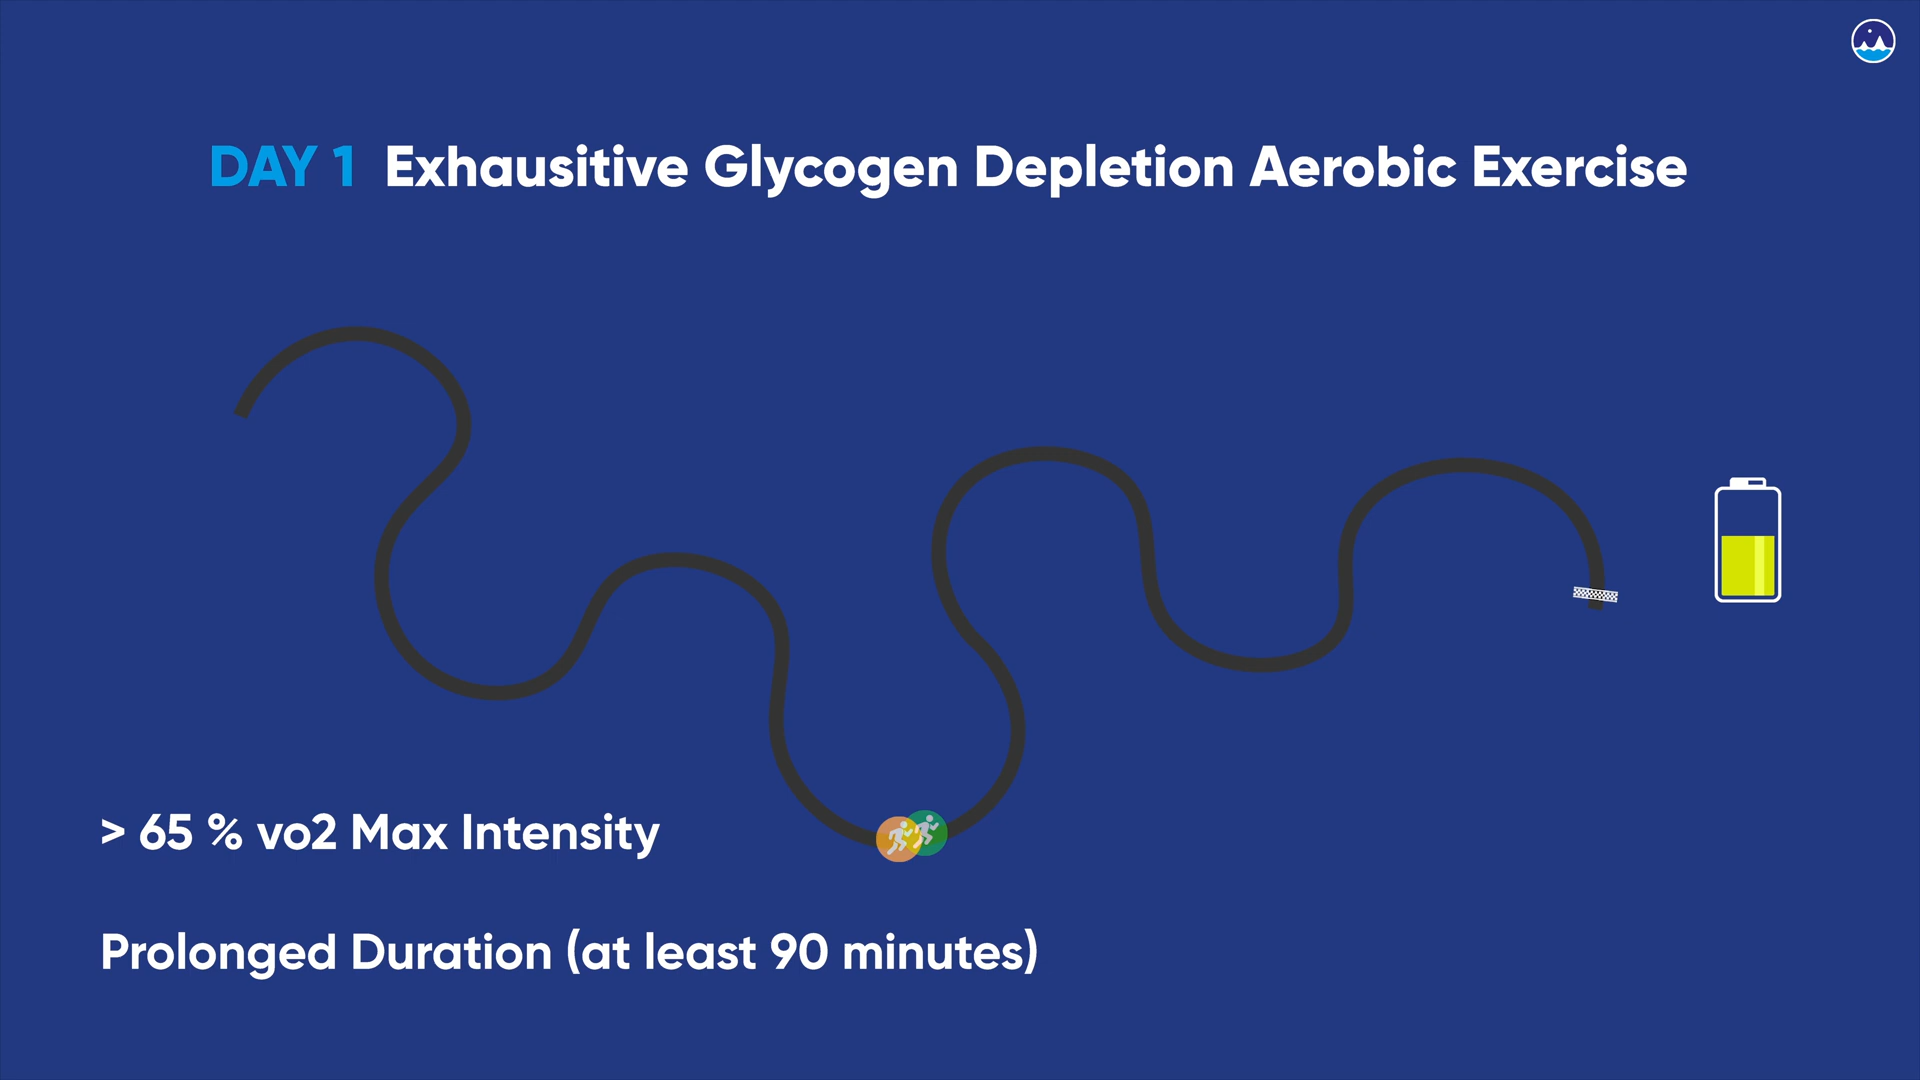 DAY 1 Exhausitive Glycogen Depletion Aerobic Exercise
> 65 % vo2 Max Intensity
Prolonged Duration (at least 90 minutes)